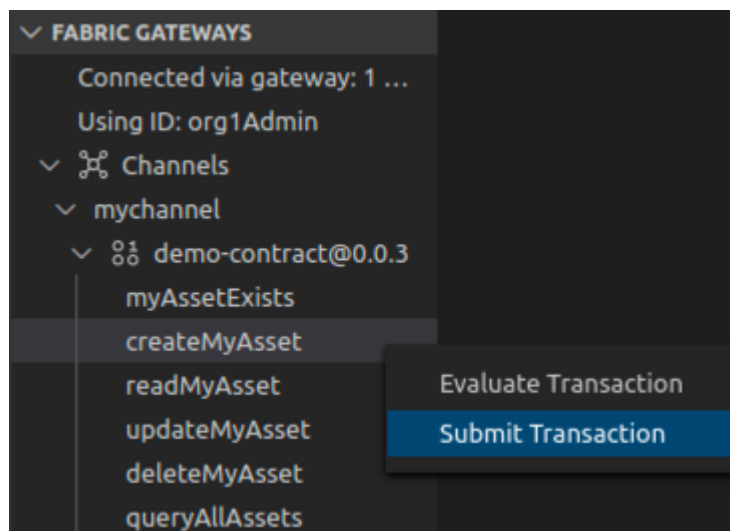 FABRIC GATEWAYS
Connected via gateway: 1 ...
Using ID: org1Admin
Channels
mychannel
demo-contract@0.0.3
myAssetExists
createMyAsset
readMyAsset
Evaluate Transaction
updateMyAsset
Submit Transaction
deleteMyAsset
queryAllAssets